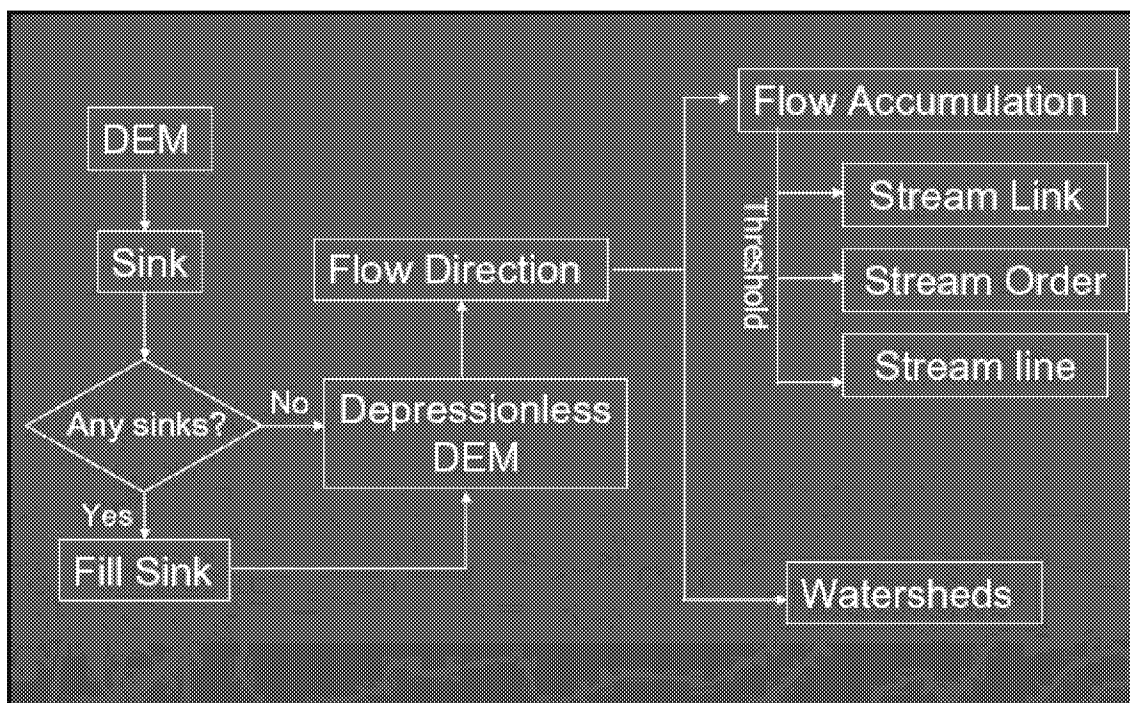 DEM
Sink
Any sinks?
No
Yes
Fill Sink
Depressionless
DEM
Flow Direction
Flow Accumulation
Threshold
Stream Link
Stream Order
Stream line
Watersheds